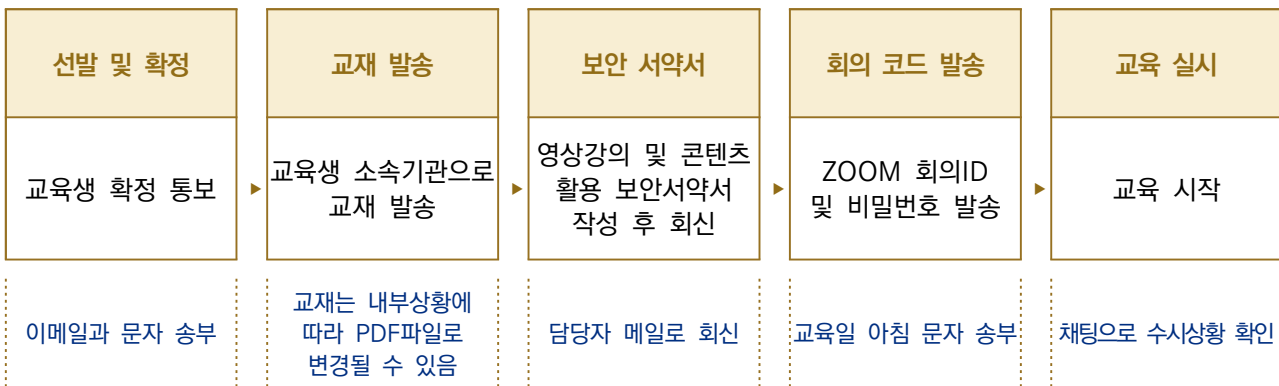 선발 및 확정
교재 발송
보안 서약서
회의 코드 발송
교육 실시
교육생 확정 통보
교육생 소속기관으로
교재 발송
영상강의 및 콘텐츠
활용 보안서약서
작성 후 회신
ZOOM 회의ID
및 비밀번호 발송
교육 시작
이메일과 문자 송부
교재는 내부상황에
따라 PDF파일로
변경될 수 있음
담당자 메일로 회신
교육일 아침 문자 송부
채팅으로 수시상황 확인